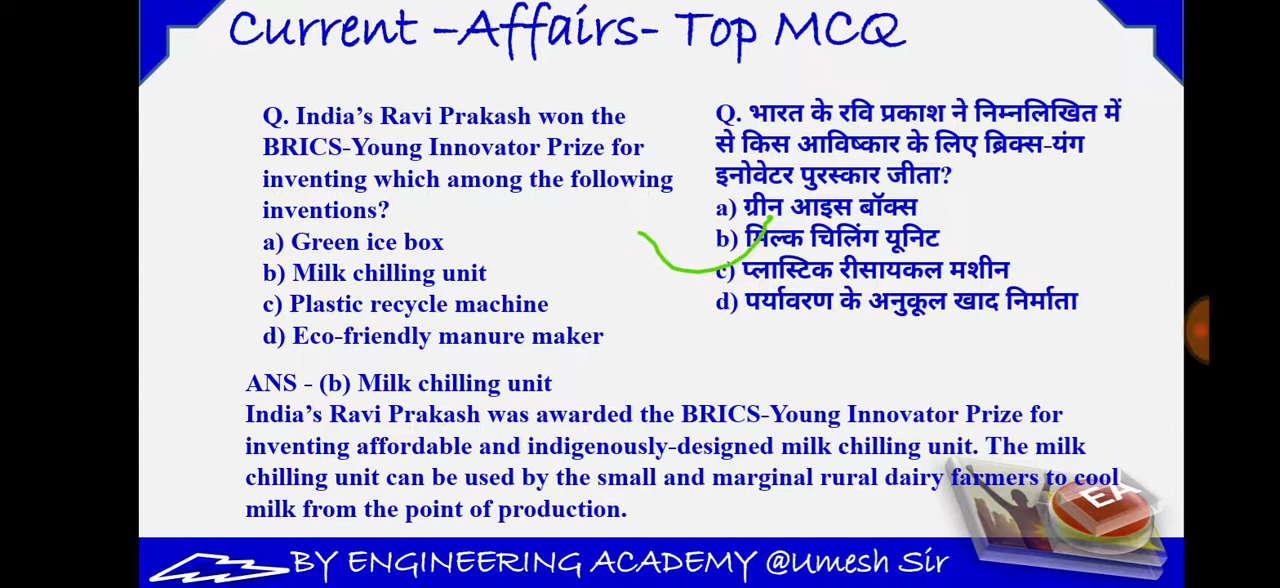 Current –Affairs- Top MCQ
Q. India’s Ravi Prakash won the
BRICS-Young Innovator Prize for
inventing which among the following
inventions?
a) Green ice box
b) Milk chilling unit
c) Plastic recycle machine
d) Eco-friendly manure maker
Q. भारत के रवि प्रकाश ने निम्नलिखित में
से किस आविष्कार के लिए ब्रिक्स-यंग
इनोवेटर पुरस्कार जीता?
a) ग्रीन आइस बॉक्स
b) मिल्क चिलिंग यूनिट
c) प्लास्टिक रीसायकल मशीन
d) पर्यावरण के अनुकूल खाद निर्माता
ANS - (b) Milk chilling unit
India’s Ravi Prakash was awarded the BRICS-Young Innovator Prize for
inventing affordable and indigenously-designed milk chilling unit. The milk
chilling unit can be used by the small and marginal rural dairy farmers to cool
milk from the point of production.
EA
BY ENGINEERING ACADEMY @Umesh Sir